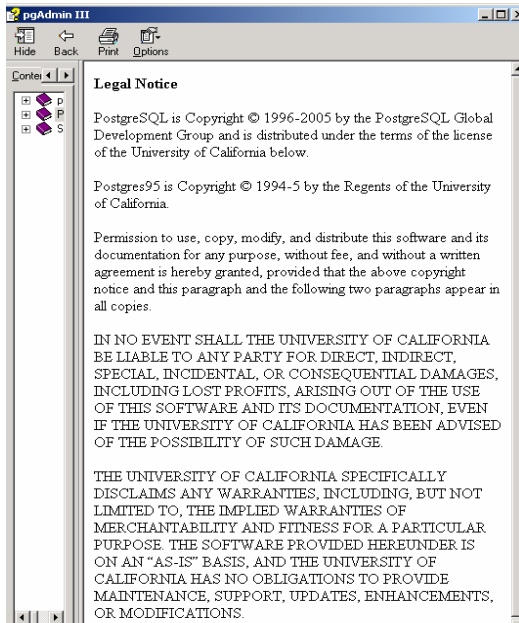 pgAdmin III
Hide Back Print Options
Conte
p
P
S
Legal Notice
PostgreSQL is Copyright © 1996-2005 by the PostgreSQL Global
Development Group and is distributed under the terms of the license
of the University of California below.
Postgres95 is Copyright © 1994-5 by the Regents of the University
of California.
Permission to use, copy, modify, and distribute this software and its
documentation for any purpose, without fee, and without a written
agreement is hereby granted, provided that the above copyright
notice and this paragraph and the following two paragraphs appear in
all copies.
IN NO EVENT SHALL THE UNIVERSITY OF CALIFORNIA
BE LIABLE TO ANY PARTY FOR DIRECT, INDIRECT,
SPECIAL, INCIDENTAL, OR CONSEQUENTIAL DAMAGES,
INCLUDING LOST PROFITS, ARISING OUT OF THE USE
OF THIS SOFTWARE AND ITS DOCUMENTATION, EVEN
IF THE UNIVERSITY OF CALIFORNIA HAS BEEN ADVISED
OF THE POSSIBILITY OF SUCH DAMAGE.
THE UNIVERSITY OF CALIFORNIA SPECIFICALLY
DISCLAIMS ANY WARRANTIES, INCLUDING, BUT NOT
LIMITED TO, THE IMPLIED WARRANTIES OF
MERCHANTABILITY AND FITNESS FOR A PARTICULAR
PURPOSE. THE SOFTWARE PROVIDED HEREUNDER IS
ON AN “AS-IS” BASIS, AND THE UNIVERSITY OF
CALIFORNIA HAS NO OBLIGATIONS TO PROVIDE
MAINTENANCE, SUPPORT, UPDATES, ENHANCEMENTS,
OR MODIFICATIONS.